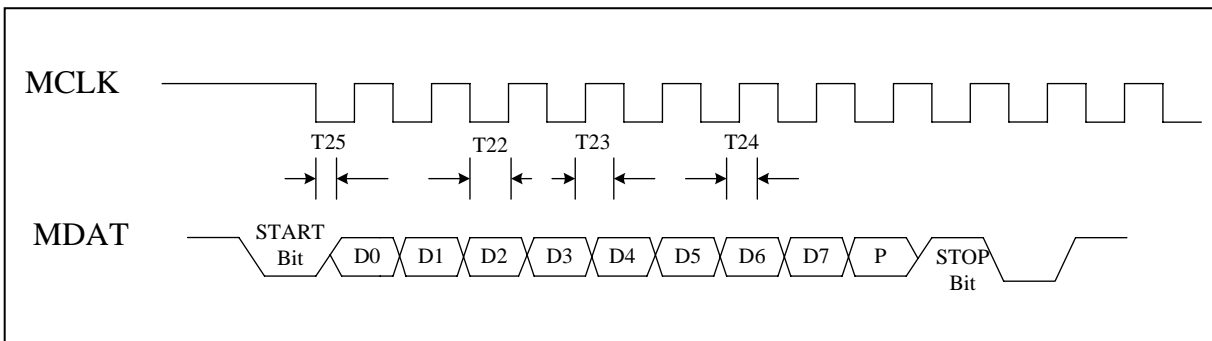 MCLK
T25 T22 T23 T24
MDAT
START
Bit
D0 D1 D2 D3 D4 D5 D6 D7 P
STOP
Bit